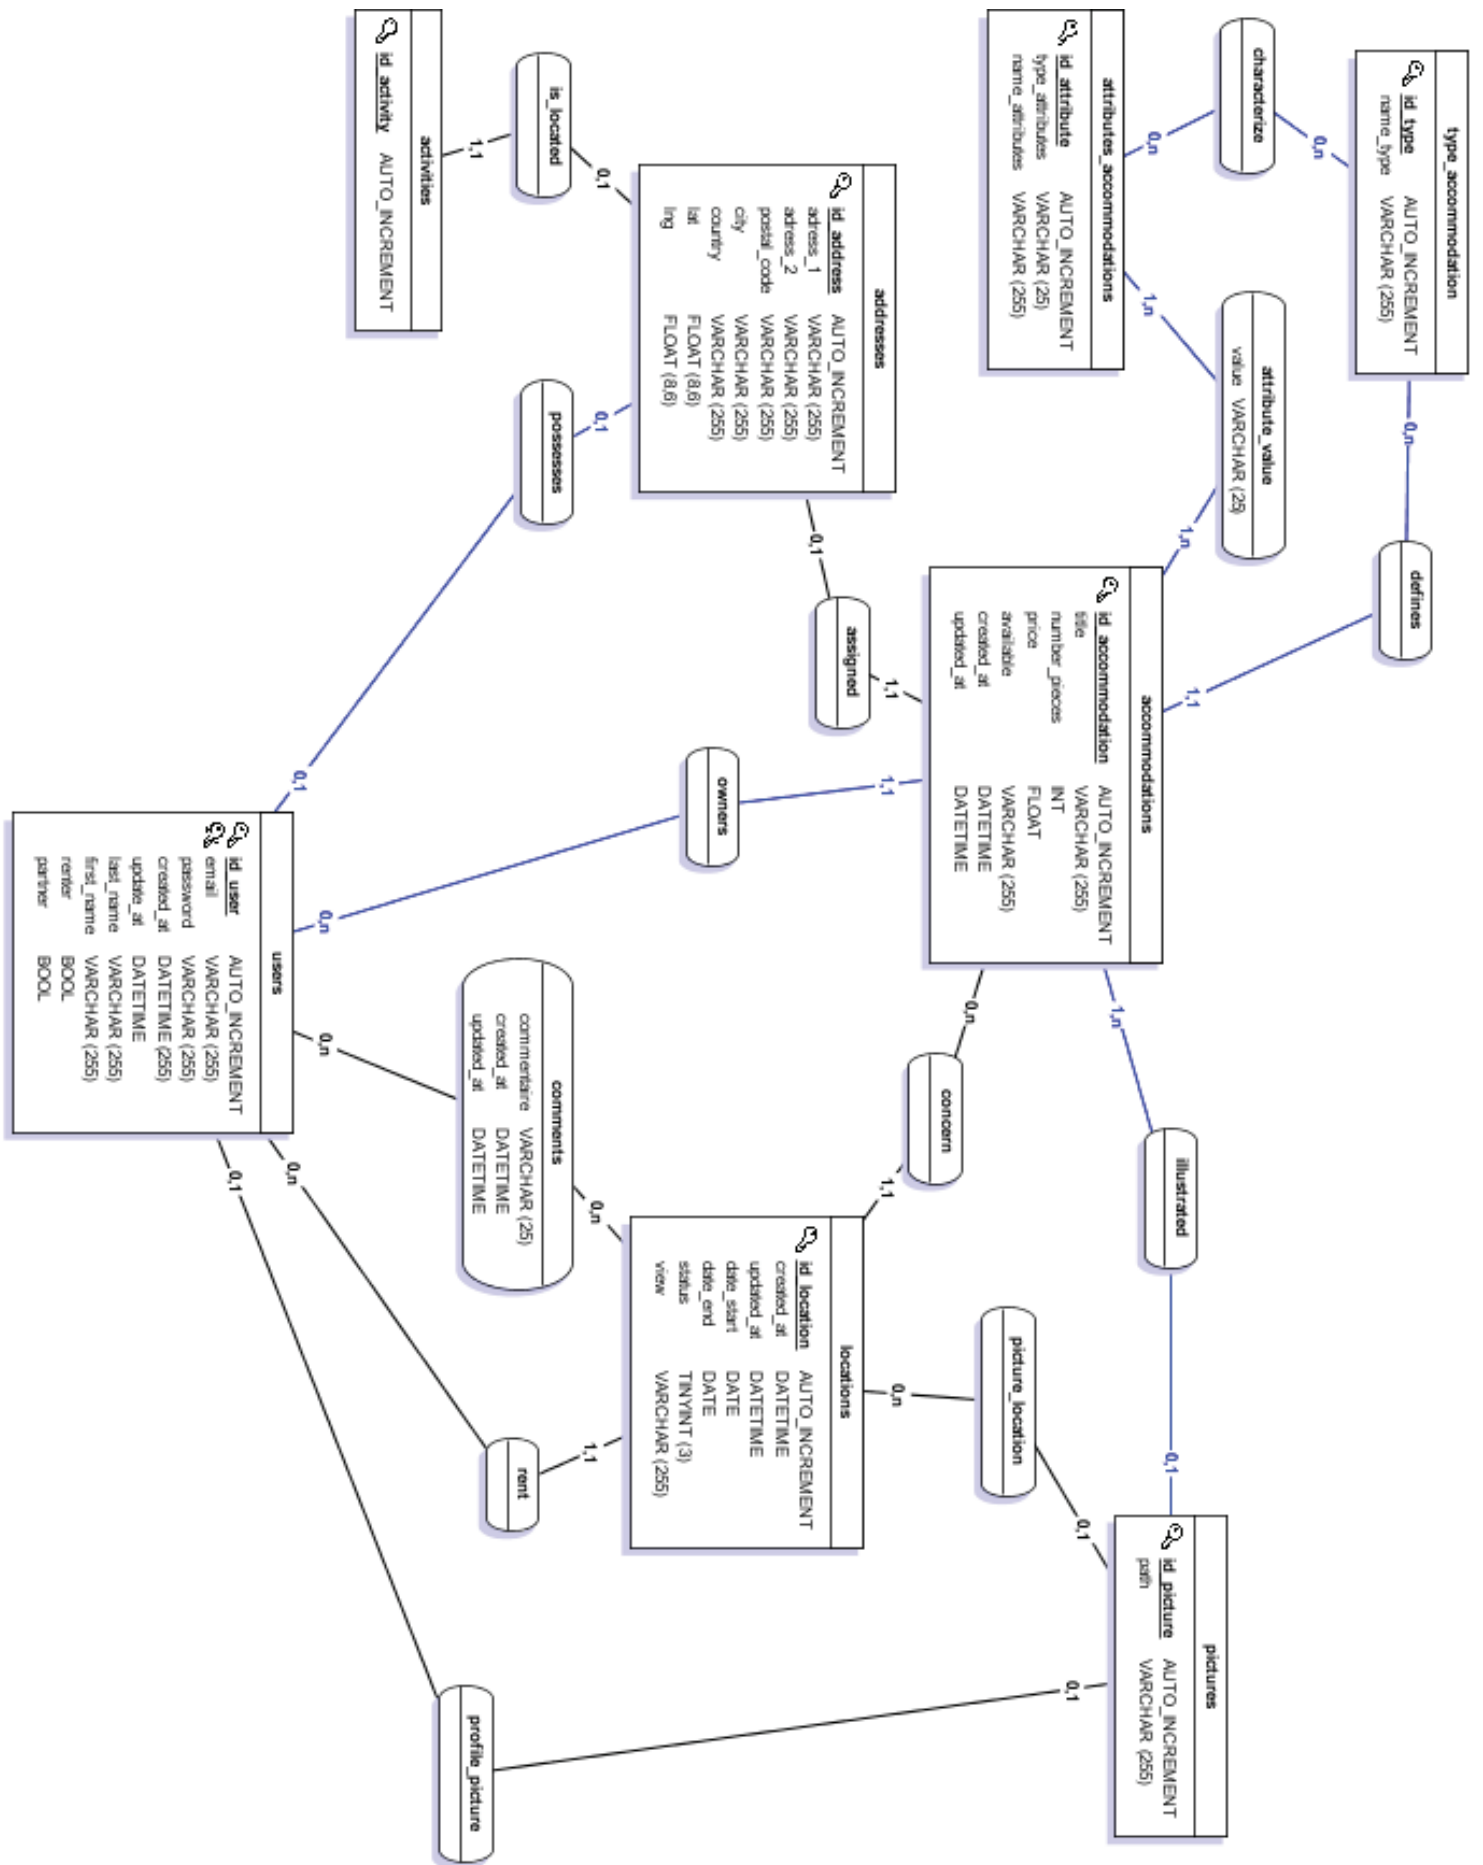 type_accommodation
id_type AUTO_INCREMENT
name_type VARCHAR (255)
0,n
0,n
characterize
0,n
attributes_accommodations
id_attribute AUTO_INCREMENT
type_attributes VARCHAR (25)
name_attributes VARCHAR (255)
1,n
attribute_value
value VARCHAR (25)
1,n
defines
1,1
accommodations
id_accommodation AUTO_INCREMENT
title VARCHAR (255)
number_pieces INT
price FLOAT
available VARCHAR (255)
created_at DATETIME
updated_at DATETIME
1,n
illustrated
0,1
pictures
id_picture AUTO_INCREMENT
path VARCHAR (255)
0,1
0,1
picture_location
0,n
0,n
concern
1,1
locations
id_location AUTO_INCREMENT
created_at DATETIME
updated_at DATETIME
date_start DATE
date_end DATE
status TINYINT (3)
view VARCHAR (255)
1,1
rent
0,n
0,n
comments
commentaire VARCHAR (25)
created_at DATETIME
updated_at DATETIME
0,n
addresses
id_address AUTO_INCREMENT
adress_1 VARCHAR (255)
adress_2 VARCHAR (255)
postal_code VARCHAR (255)
city VARCHAR (255)
country VARCHAR (255)
lat FLOAT (8,6)
lng FLOAT (8,6)
0,1
assigned
1,1
0,1
is_located
1,1
activities
id_activity AUTO_INCREMENT
0,1
possesses
0,1
1,1
owners
0,n
users
id_user AUTO_INCREMENT
email VARCHAR (255)
password VARCHAR (255)
created_at DATETIME (255)
update_at DATETIME
last_name VARCHAR (255)
first_name VARCHAR (255)
renter BOOL
partner BOOL
0,1
profile_picture